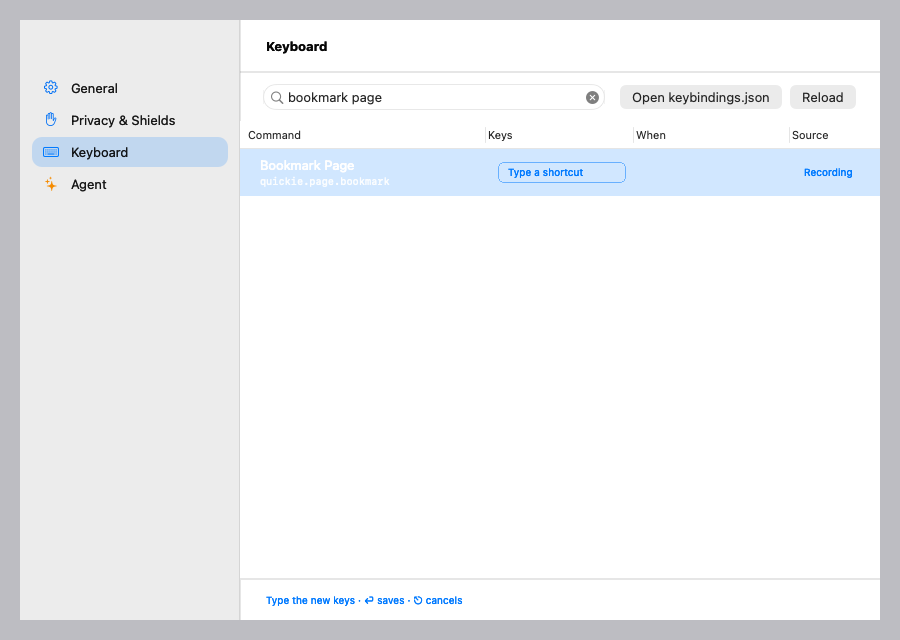 Keyboard
General
Privacy & Shields
Keyboard
Agent
bookmark page
Open keybindings.json
Reload
Command
Keys
When
Source
Bookmark Page
quickie.page.bookmark
Type a shortcut
Recording
Type the new keys · ↩ saves · ⎋ cancels